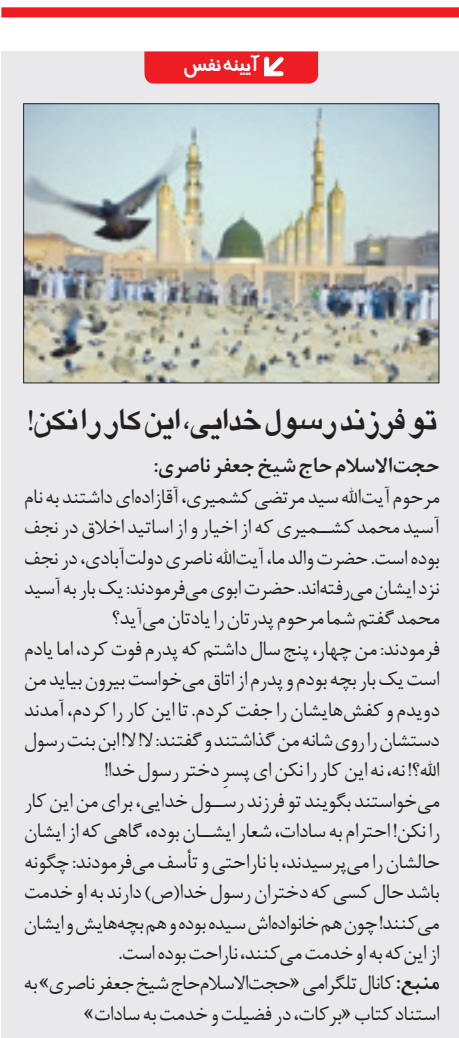 آیینه نفس
تو فرزند رسول خدایی، این کار را نکن!
حجت‌الاسلام حاج شیخ جعفر ناصری:
مرحوم آیت‌الله سید مرتضی کشمیری، آقازاده‌ای داشتند به نام
آسید محمد کشـــمیری که از اخیار و از اساتید اخلاق در نجف
بوده است. حضرت والد ما، آیت‌الله ناصری دولت‌آبادی، در نجف
نزد ایشان می‌رفته‌اند. حضرت ابوی می‌فرمودند: یک بار به آسید
محمد گفتم شما مرحوم پدرتان را یادتان می‌آید؟
فرمودند: من چهار، پنج سال داشتم که پدرم فوت کرد، اما یادم
است یک بار بچه بودم و پدرم از اتاق می‌خواست بیرون بیاید من
دویدم و کفش‌هایشان را جفت کردم. تا این کار را کردم، آمدند
دستشان را روی شانه من گذاشتند و گفتند: لا! لا! ابن بنت رسول
الله؟! نه، نه این کار را نکن ای پسرِ دختر رسول خدا!
می‌خواستند بگویند تو فرزند رســول خدایی، برای من این کار
را نکن! احترام به سادات، شعار ایشــان بوده، گاهی که از ایشان
حالشان را می‌پرسیدند، با ناراحتی و تأسف می‌فرمودند: چگونه
باشد حال کسی که دختران رسول خدا(ص) دارند به او خدمت
می‌کنند! چون هم خانواده‌اش سیده بوده و هم بچه‌هایش و ایشان
از این که به او خدمت می‌کنند، ناراحت بوده است.
منبع: کانال تلگرامی «حجت‌الاسلام حاج شیخ جعفر ناصری» به
استناد کتاب «برکات، در فضیلت و خدمت به سادات»